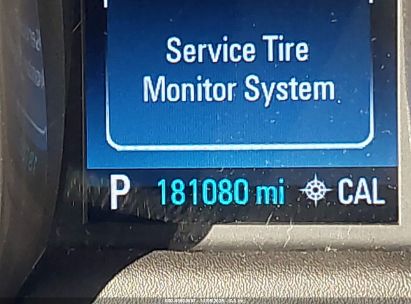 Service Tire
Monitor System
P 181080 mi CAL